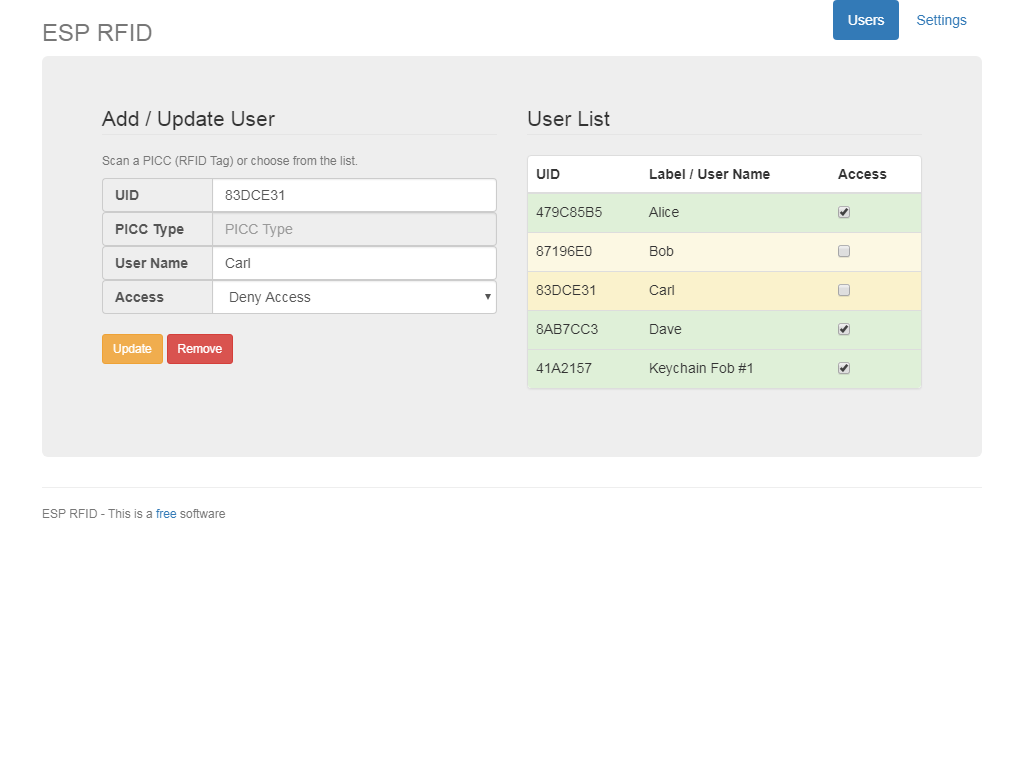 ESP RFID
Users Settings
Add / Update User
Scan a PICC (RFID Tag) or choose from the list.
UID 83DCE31
PICC Type PICC Type
User Name Carl
Access Deny Access
Update Remove
User List
UID Label / User Name Access
479C85B5 Alice
87196E0 Bob
83DCE31 Carl
8AB7CC3 Dave
41A2157 Keychain Fob #1
ESP RFID - This is a free software